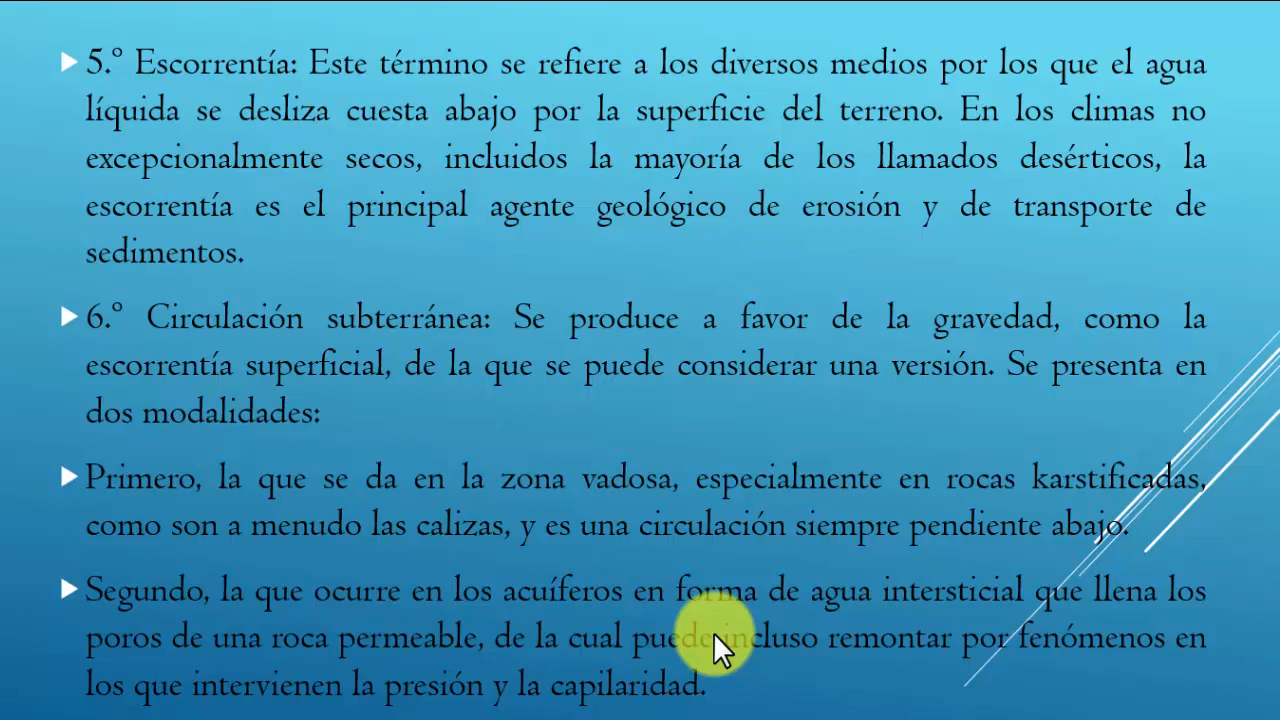 5.º Escorrentía: Este término se refiere a los diversos medios por los que el agua
líquida se desliza cuesta abajo por la superficie del terreno. En los climas no
excepcionalmente secos, incluidos la mayoría de los llamados desérticos, la
escorrentía es el principal agente geológico de erosión y de transporte de
sedimentos.
6.º Circulación subterránea: Se produce a favor de la gravedad, como la
escorrentía superficial, de la que se puede considerar una versión. Se presenta en
dos modalidades:
Primero, la que se da en la zona vadosa, especialmente en rocas karstificadas,
como son a menudo las calizas, y es una circulación siempre pendiente abajo.
Segundo, la que ocurre en los acuíferos en forma de agua intersticial que llena los
poros de una roca permeable, de la cual puede incluso remontar por fenómenos en
los que intervienen la presión y la capilaridad.